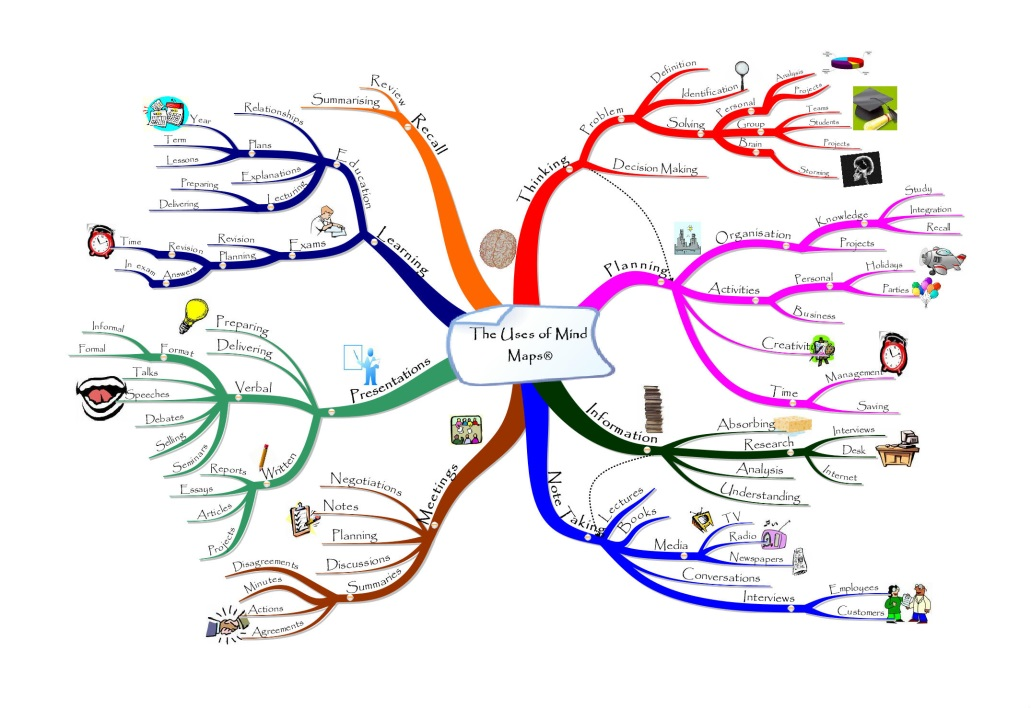 The Uses of Mind
Maps®
Thinking
Problem
Definition
Identification
Solving
Personal
Analysis
Projects
Group
Teams
Students
Brain
Projects
Storming
Decision Making
Planning
Organisation
Knowledge
Study
Integration
Recall
Projects
Activities
Personal
Holidays
Parties
Business
Creativit
Time
Management
Saving
Information
Absorbing
Research
Interviews
Desk
Internet
Analysis
Understanding
Note Taking
Lectures
Books
Media
TV
Radio
Newspapers
Conversations
Interviews
Employees
Customers
Meetings
Negotiations
Notes
Planning
Discussions
Summaries
Disagreements
Minutes
Actions
Agreements
Presentations
Preparing
Delivering
Verbal
Format
Informal
Formal
Talks
Speeches
Debates
Selling
Seminars
Written
Reports
Essays
Articles
Projects
Learning
Education
Relationships
Plans
Year
Term
Lessons
Explanations
Lecturing
Preparing
Delivering
Exams
Revision
Planning
Revision
Time
Answers
In exam
Recall
Review
Summarising